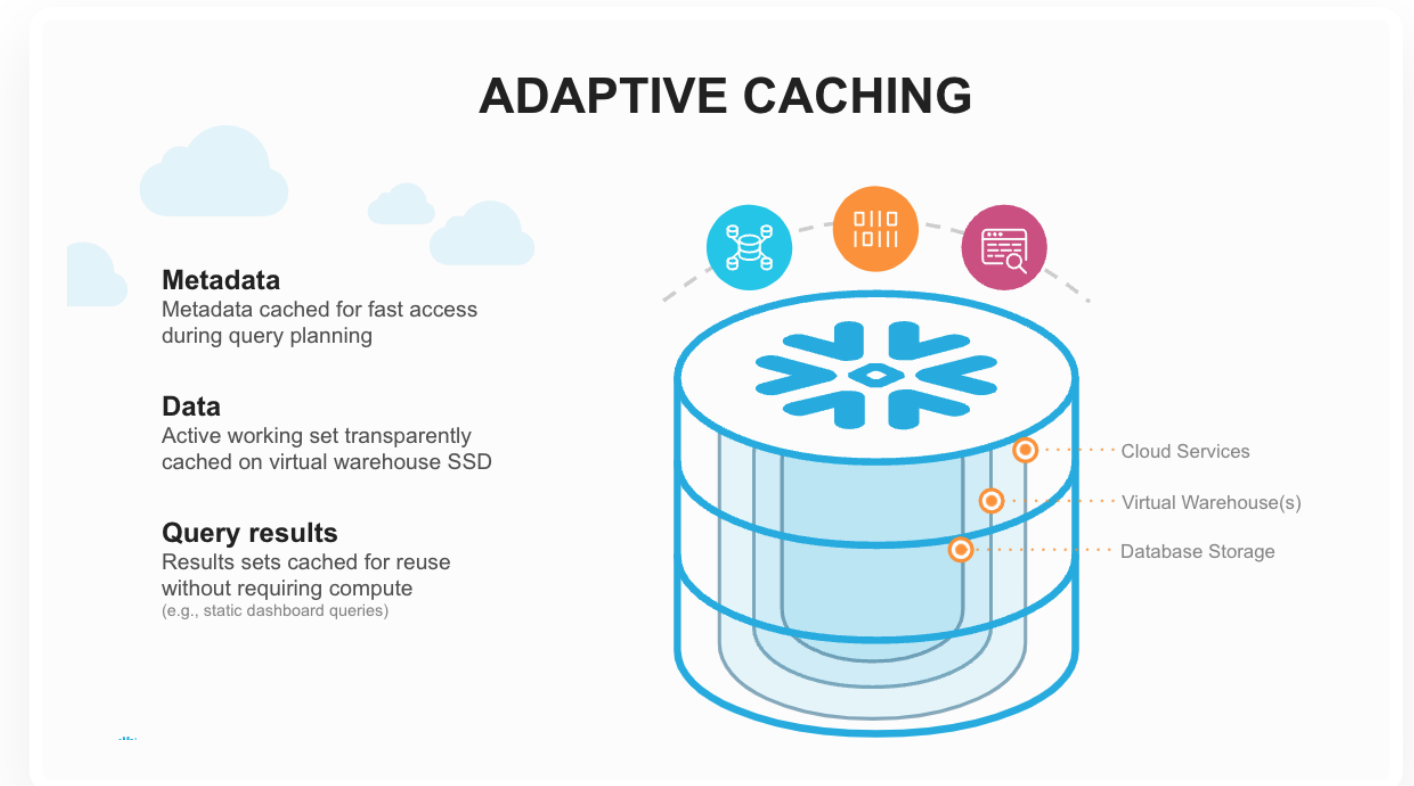 ADAPTIVE CACHING
0110
10111
Metadata
Metadata cached for fast access
during query planning
Data
Active working set transparently
cached on virtual warehouse SSD
Query results
Results sets cached for reuse
without requiring compute
(e.g., static dashboard queries)
Cloud Services
Virtual Warehouse(s)
Database Storage